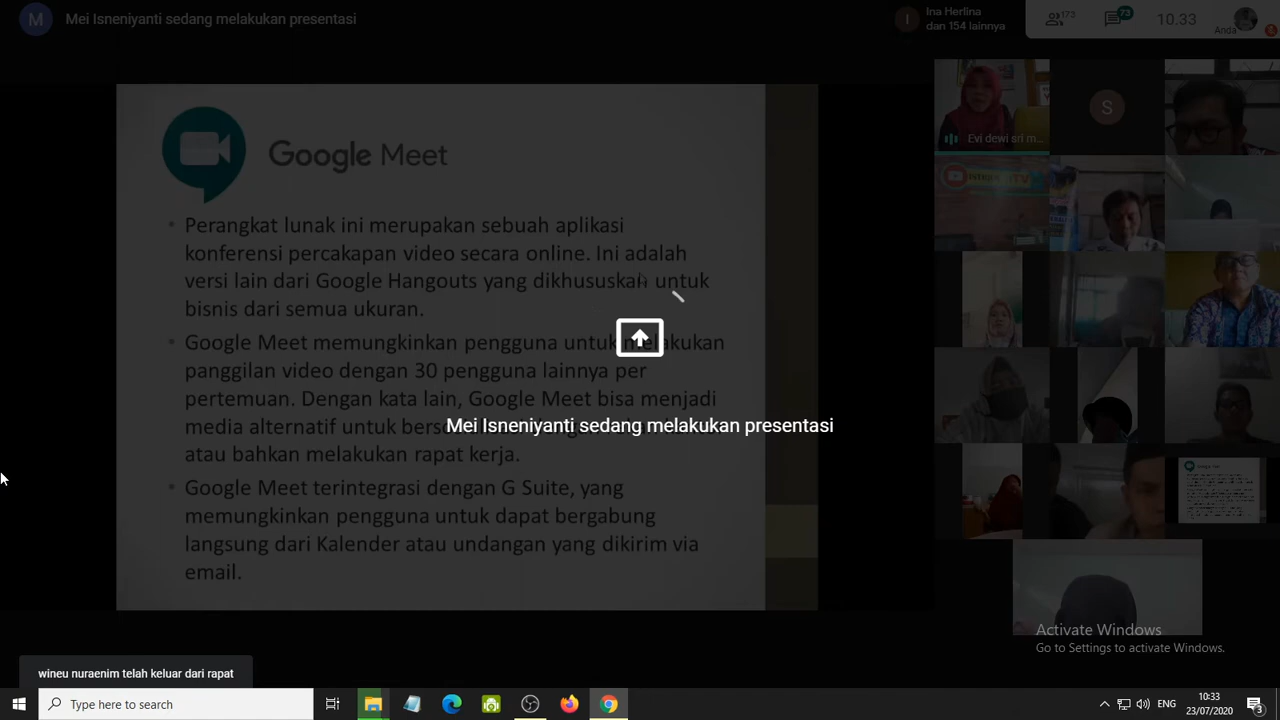 M Mei Isneniyanti sedang melakukan presentasi
I Ina Herlina
dan 154 lainnya
173
73
10.33
Anda
Google Meet
• Perangkat lunak ini merupakan sebuah aplikasi
konferensi percakapan video secara online. Ini adalah
versi lain dari Google Hangouts yang dikhususkan untuk
bisnis dari semua ukuran.
• Google Meet memungkinkan pengguna untuk melakukan
panggilan video dengan 30 pengguna lainnya per
pertemuan. Dengan kata lain, Google Meet bisa menjadi
media alternatif untuk
atau bahkan melakukan rapat kerja.
• Google Meet terintegrasi dengan G Suite, yang
memungkinkan pengguna untuk dapat bergabung
langsung dari Kalender atau undangan yang dikirim via
email.
Mei Isneniyanti sedang melakukan presentasi
Evi dewi sri m...
S
Activate Windows
Go to Settings to activate Windows.
wineu nuraenim telah keluar dari rapat
Type here to search
ENG
10:33
23/07/2020
3